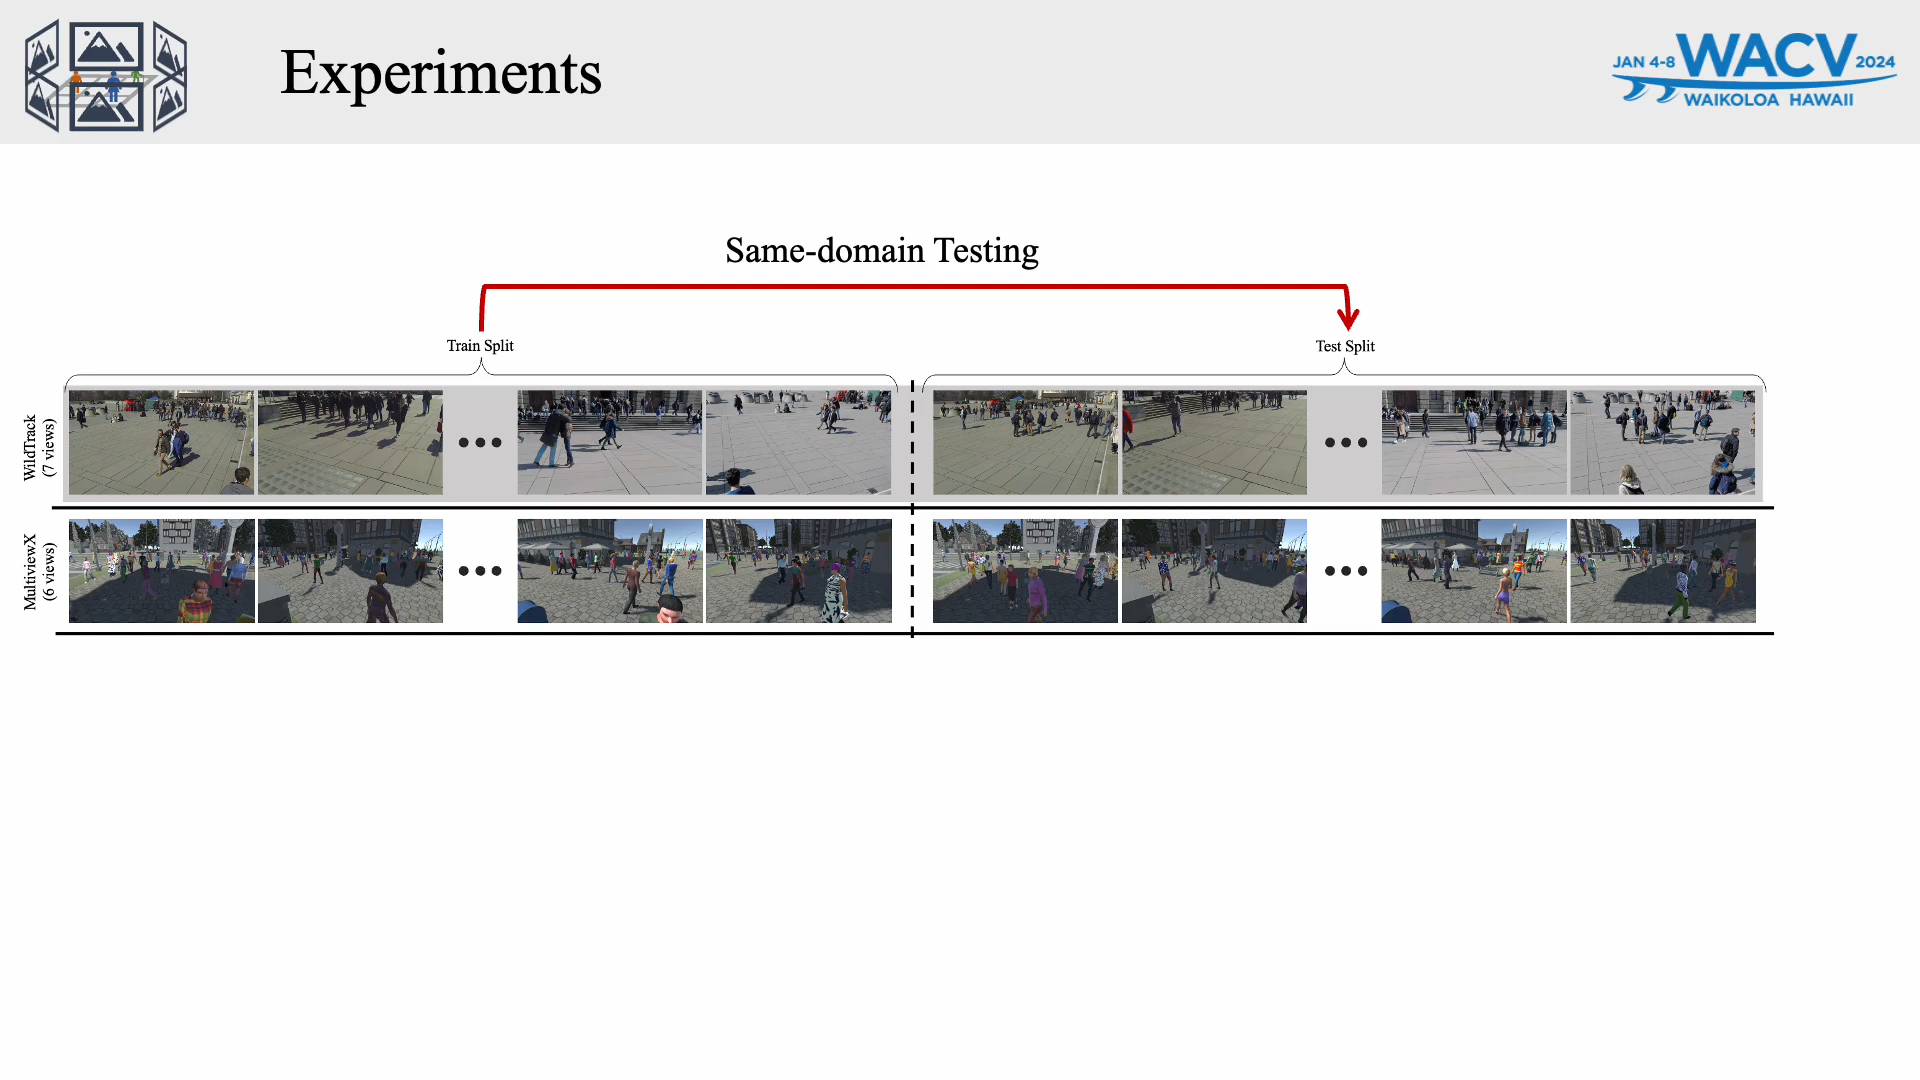 Experiments
JAN 4-8 WACV 2024
WAIKOLOA HAWAII
Same-domain Testing
Train Split
Test Split
WildTrack
(7 views)
MultiviewX
(6 views)